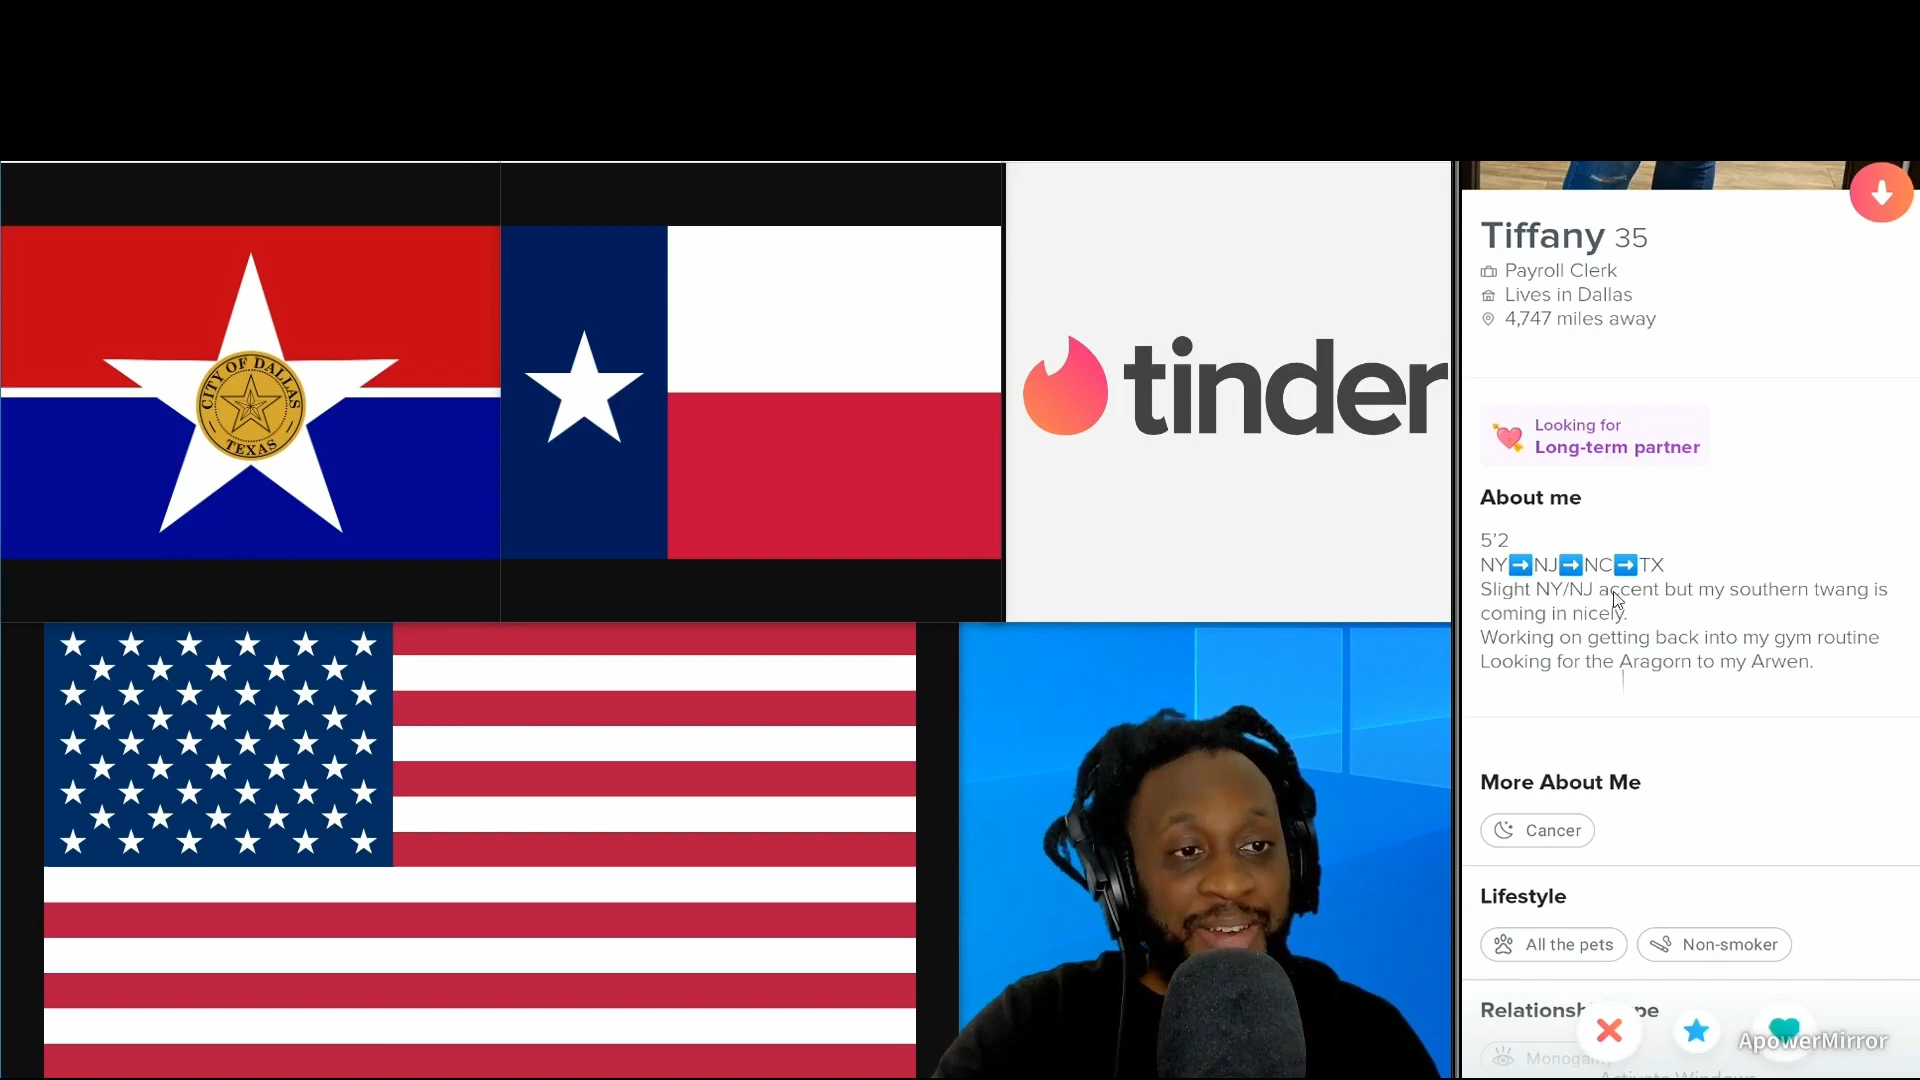 CITY OF DALLAS
TEXAS
tinder
Tiffany 35
Payroll Clerk
Lives in Dallas
4,747 miles away
Looking for
Long-term partner
About me
5'2
NY➡NJ➡NC➡TX
Slight NY/NJ accent but my southern twang is
coming in nicely.
Working on getting back into my gym routine
Looking for the Aragorn to my Arwen.
More About Me
Cancer
Lifestyle
All the pets
Non-smoker
ApowerMirror
Activate Windows